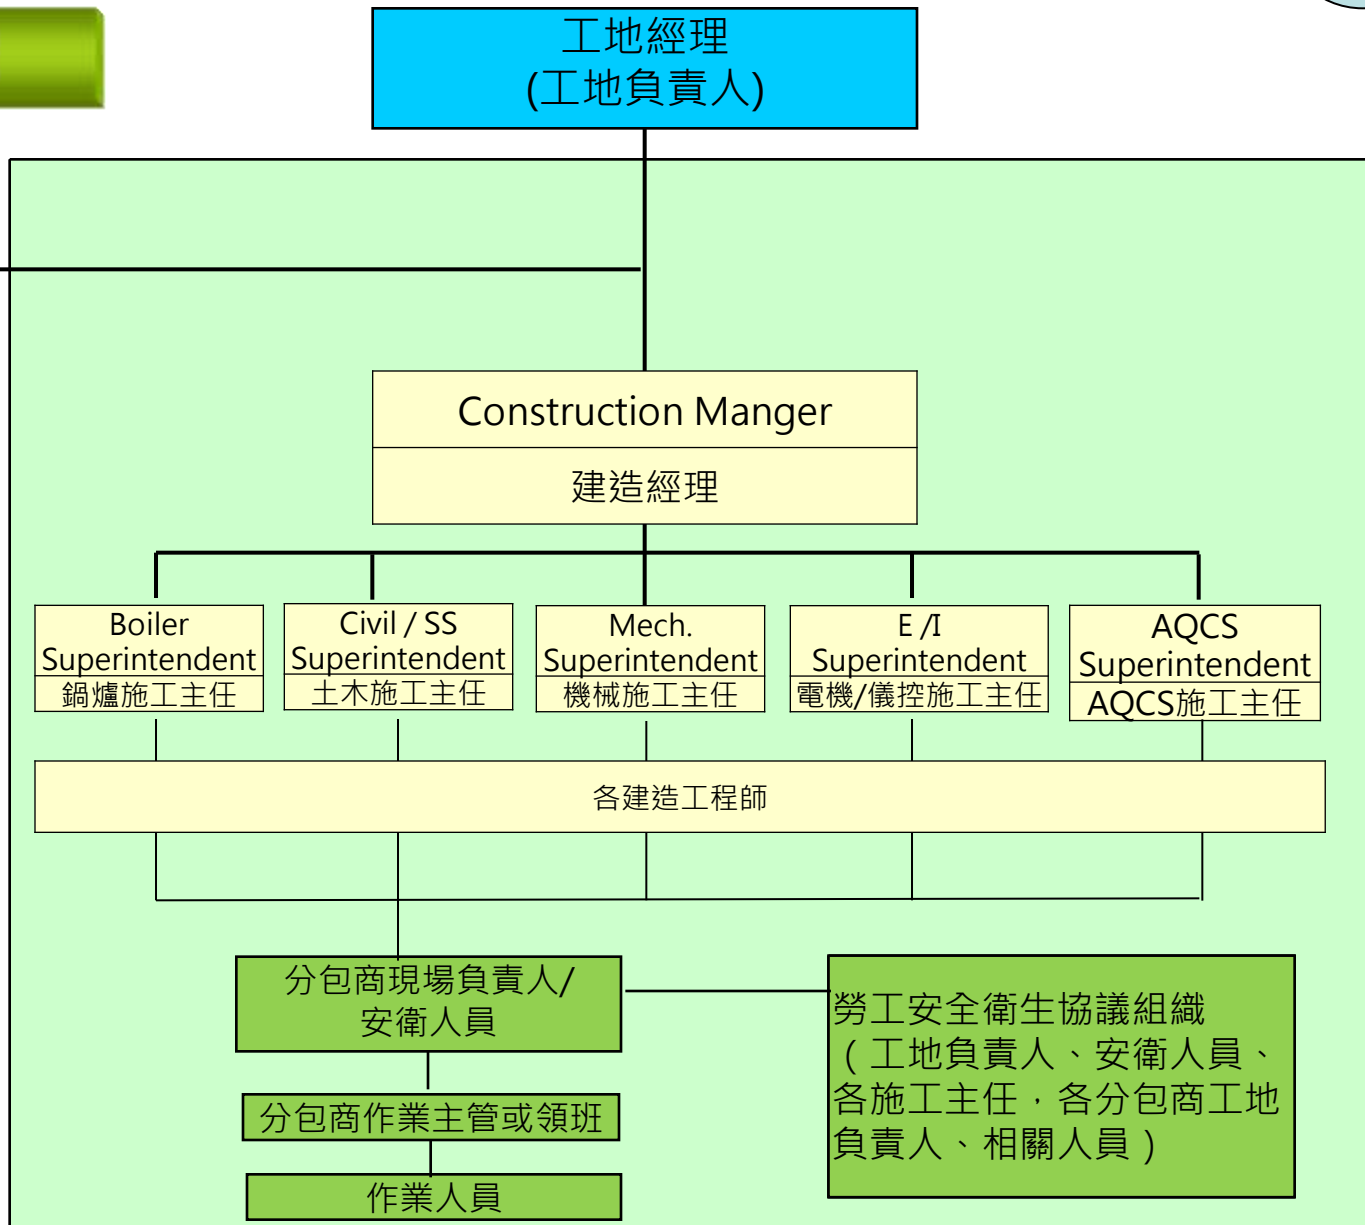 工地經理
(工地負責人)
Construction Manger
建造經理
Boiler
Superintendent
鍋爐施工主任
Civil / SS
Superintendent
土木施工主任
Mech.
Superintendent
機械施工主任
E /I
Superintendent
電機/儀控施工主任
AQCS
Superintendent
AQCS施工主任
各建造工程師
分包商現場負責人/
安衛人員
分包商作業主管或領班
作業人員
勞工安全衛生協議組織
（工地負責人、安衛人員、
各施工主任，各分包商工地
負責人、相關人員）